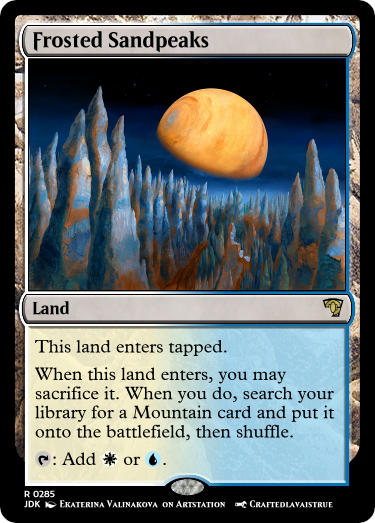 Frosted Sandpeaks
Land
This land enters tapped.
When this land enters, you may
sacrifice it. When you do, search your
library for a Mountain card and put it
onto the battlefield, then shuffle.
: Add or .
R 0285
JDK Ekaterina Valinakova on Artstation
Craftedlavaistrue